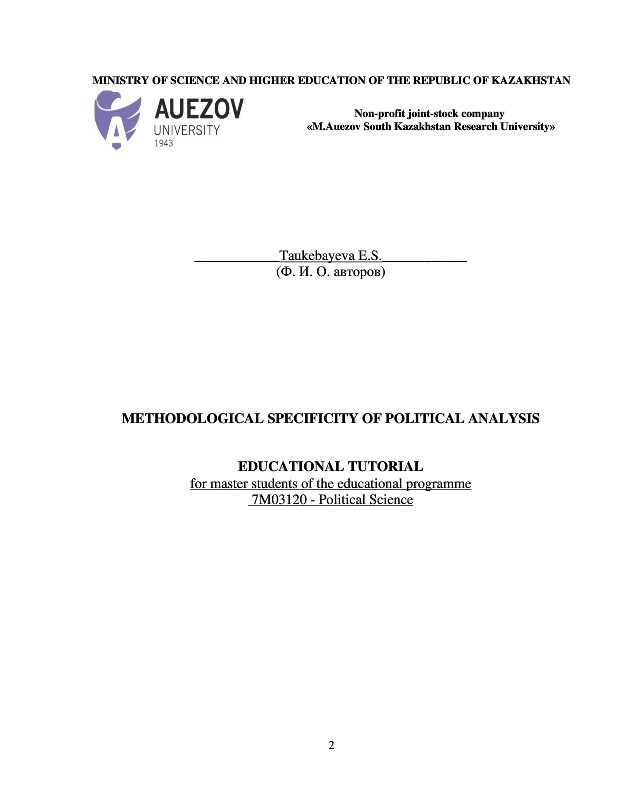 MINISTRY OF SCIENCE AND HIGHER EDUCATION OF THE REPUBLIC OF KAZAKHSTAN
AUEZOV
UNIVERSITY
1943
Non-profit joint-stock company
«M.Auezov South Kazakhstan Research University»
____________Taukebayeva E.S.____________
(Ф. И. О. авторов)
METHODOLOGICAL SPECIFICITY OF POLITICAL ANALYSIS
EDUCATIONAL TUTORIAL
for master students of the educational programme
7M03120 - Political Science
2